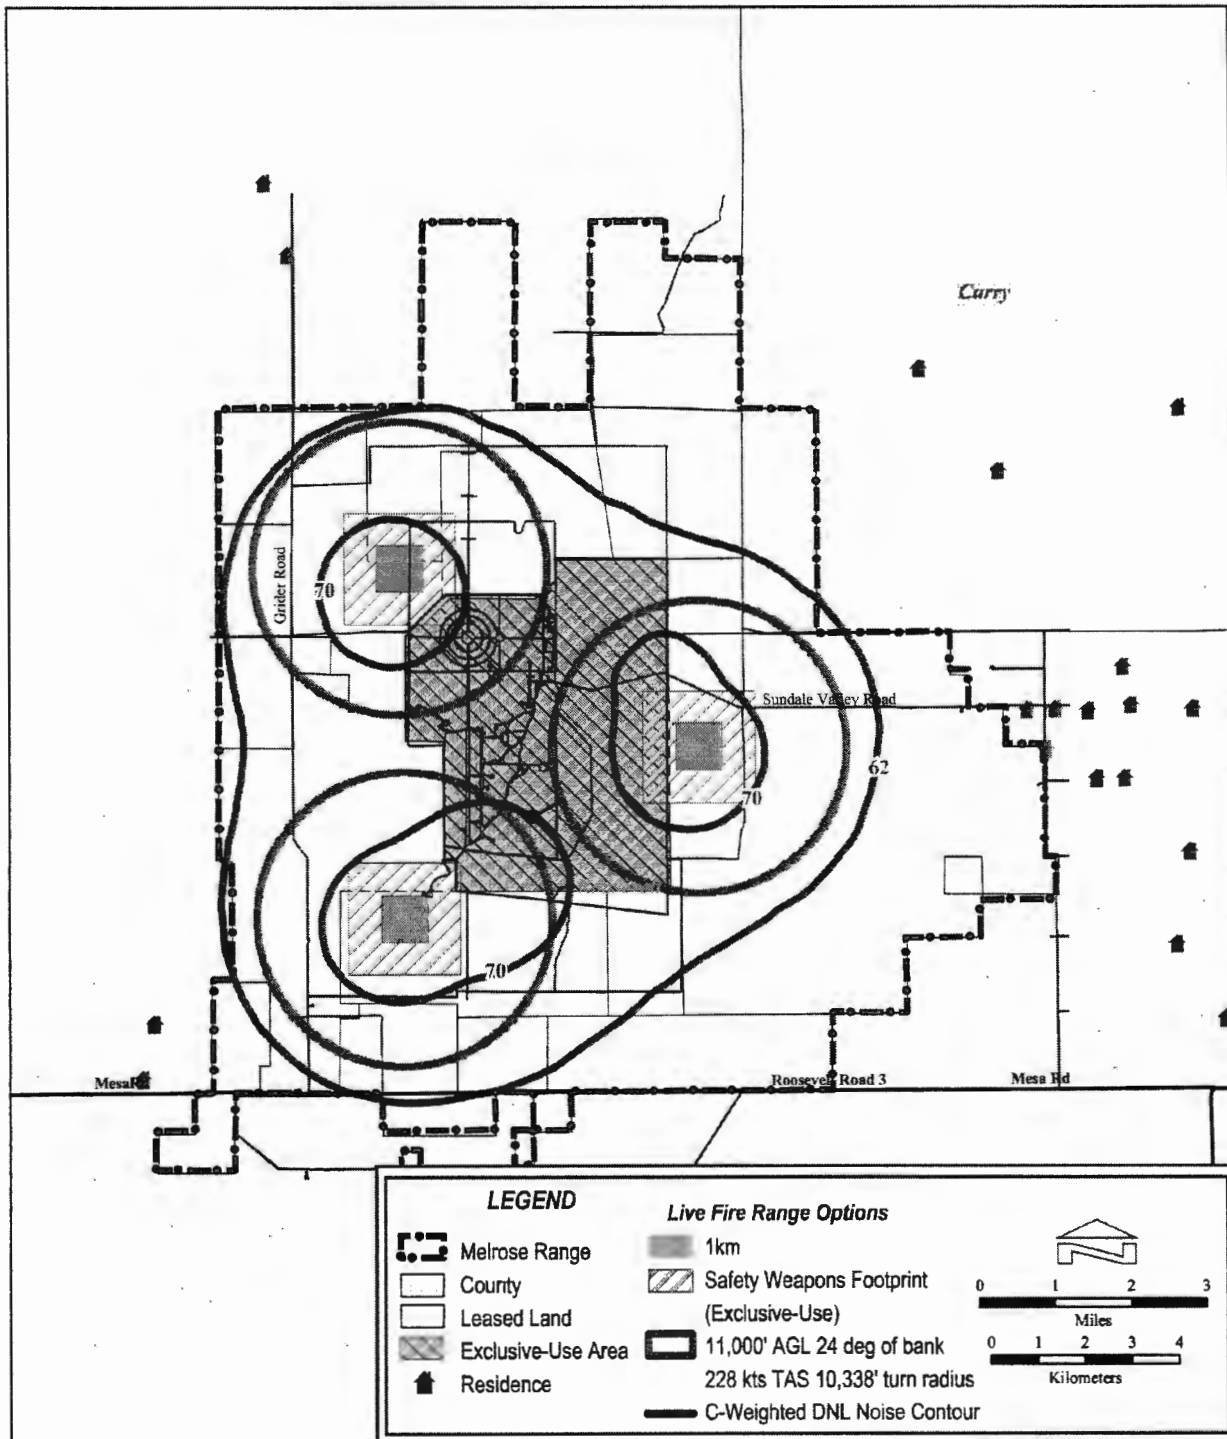 Curry
Grider Road
70
Sundale Valley Road
62
70
70
Roosevelt Road 3
Mesa Rd
LEGEND
Melrose Range
County
Leased Land
Exclusive-Use Area
Residence
Live Fire Range Options
1km
Safety Weapons Footprint
(Exclusive-Use)
11,000' AGL 24 deg of bank
228 kts TAS 10,338' turn radius
C-Weighted DNL Noise Contour
0 1 2 3
Miles
0 1 2 3 4
Kilometers